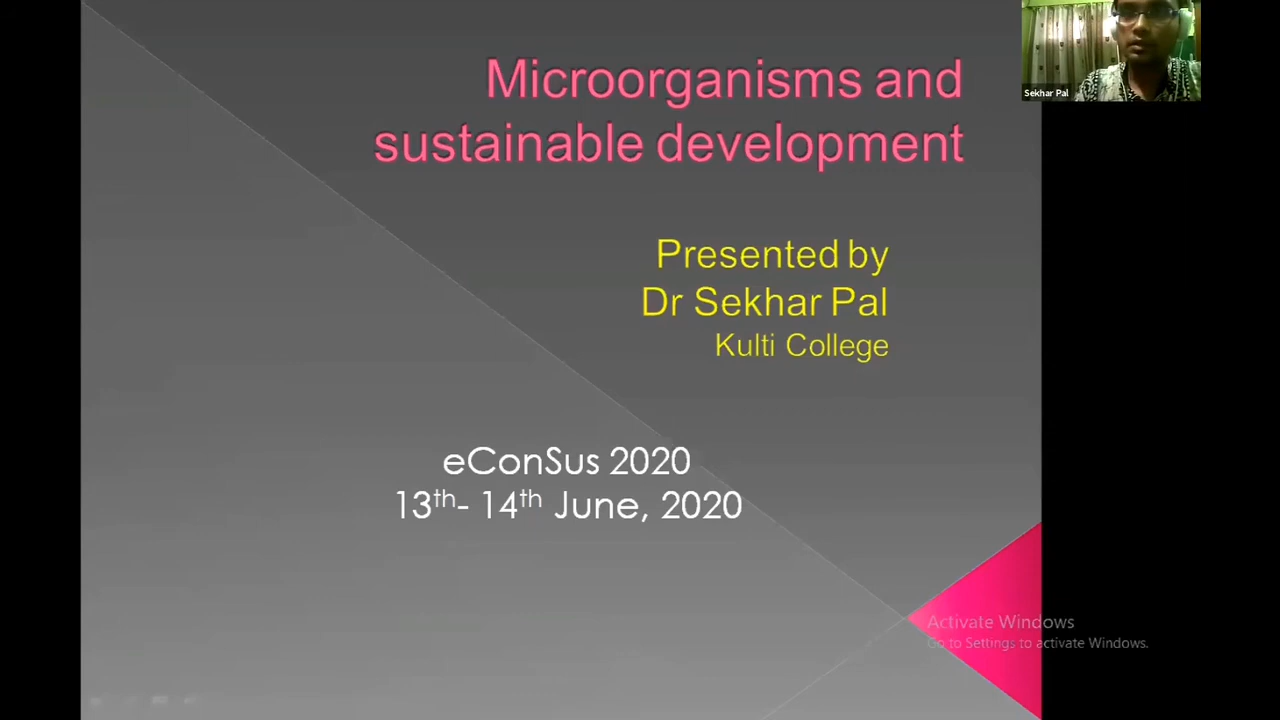 Microorganisms and
sustainable development
Sekhar Pal
Presented by
Dr Sekhar Pal
Kulti College
eConSus 2020
13th- 14th June, 2020
Activate Windows
Go to Settings to activate Windows.